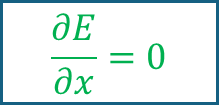 ∂E/∂x = 0